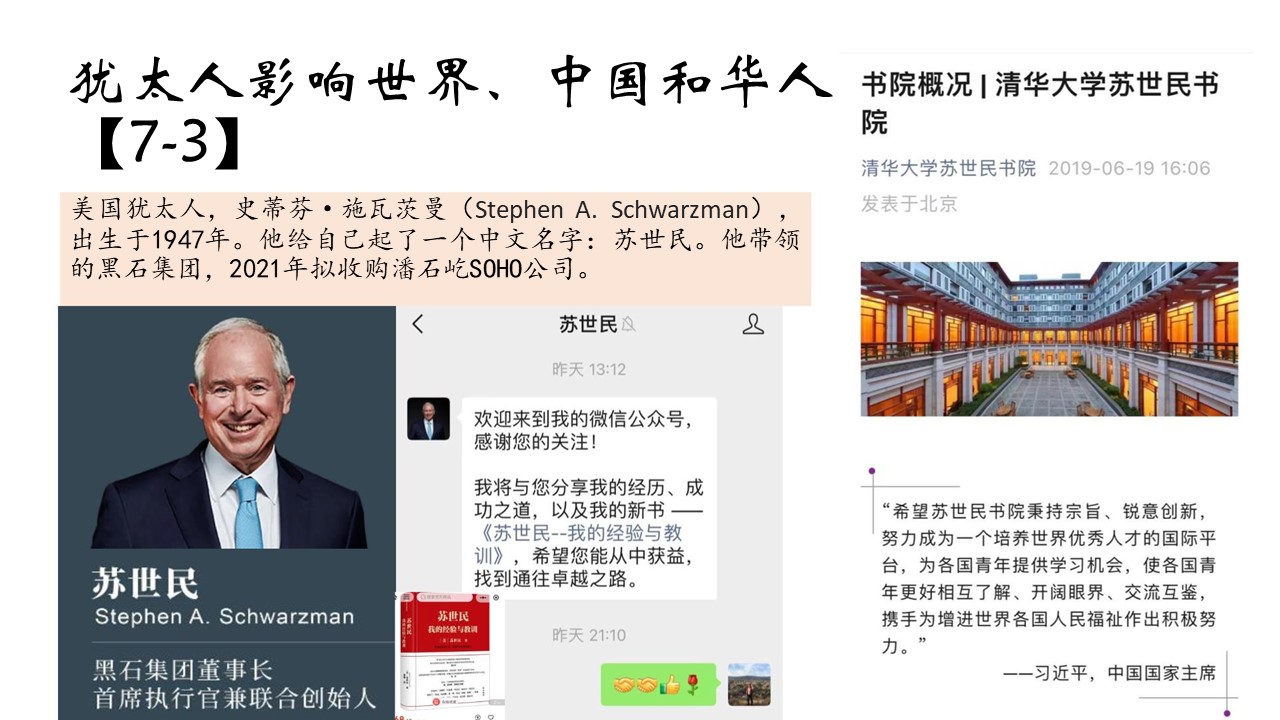 犹太人影响世界、中国和华人
【7-3】
美国犹太人，史蒂芬·施瓦茨曼（Stephen A. Schwarzman），
出生于1947年。他给自己起了一个中文名字：苏世民。他带领
的黑石集团，2021年拟收购潘石屹SOHO公司。
苏世民
Stephen A. Schwarzman
黑石集团董事长
首席执行官兼联合创始人
苏世民
昨天 13:12
欢迎来到我的微信公众号，
感谢您的关注！
我将与您分享我的经历、成
功之道，以及我的新书 ——
《苏世民--我的经验与教
训》，希望您能从中获益，
找到通往卓越之路。
苏世民
我的经验与教训
昨天 21:10
书院概况 | 清华大学苏世民书
院
清华大学苏世民书院 2019-06-19 16:06
发表于北京
“希望苏世民书院秉持宗旨、锐意创新，
努力成为一个培养世界优秀人才的国际平
台，为各国青年提供学习机会，使各国青
年更好相互了解、开阔眼界、交流互鉴，
携手为增进世界各国人民福祉作出积极努
力。”
——习近平，中国国家主席